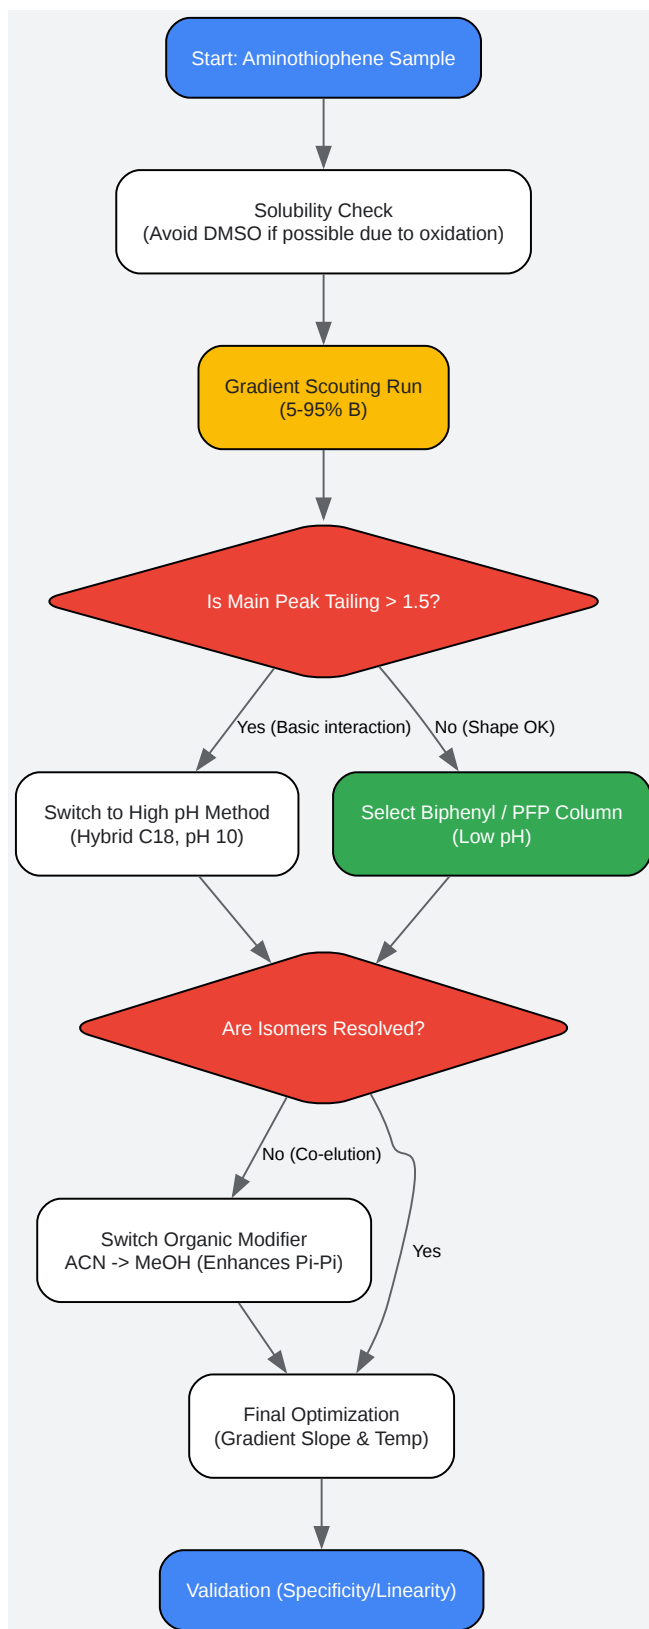 Start: Aminothiophene Sample
Solubility Check
(Avoid DMSO if possible due to oxidation)
Gradient Scouting Run
(5-95% B)
Is Main Peak Tailing > 1.5?
Yes (Basic interaction)
No (Shape OK)
Switch to High pH Method
(Hybrid C18, pH 10)
Select Biphenyl / PFP Column
(Low pH)
Are Isomers Resolved?
No (Co-elution)
Switch Organic Modifier
ACN -> MeOH (Enhances Pi-Pi)
Yes
Final Optimization
(Gradient Slope & Temp)
Validation (Specificity/Linearity)